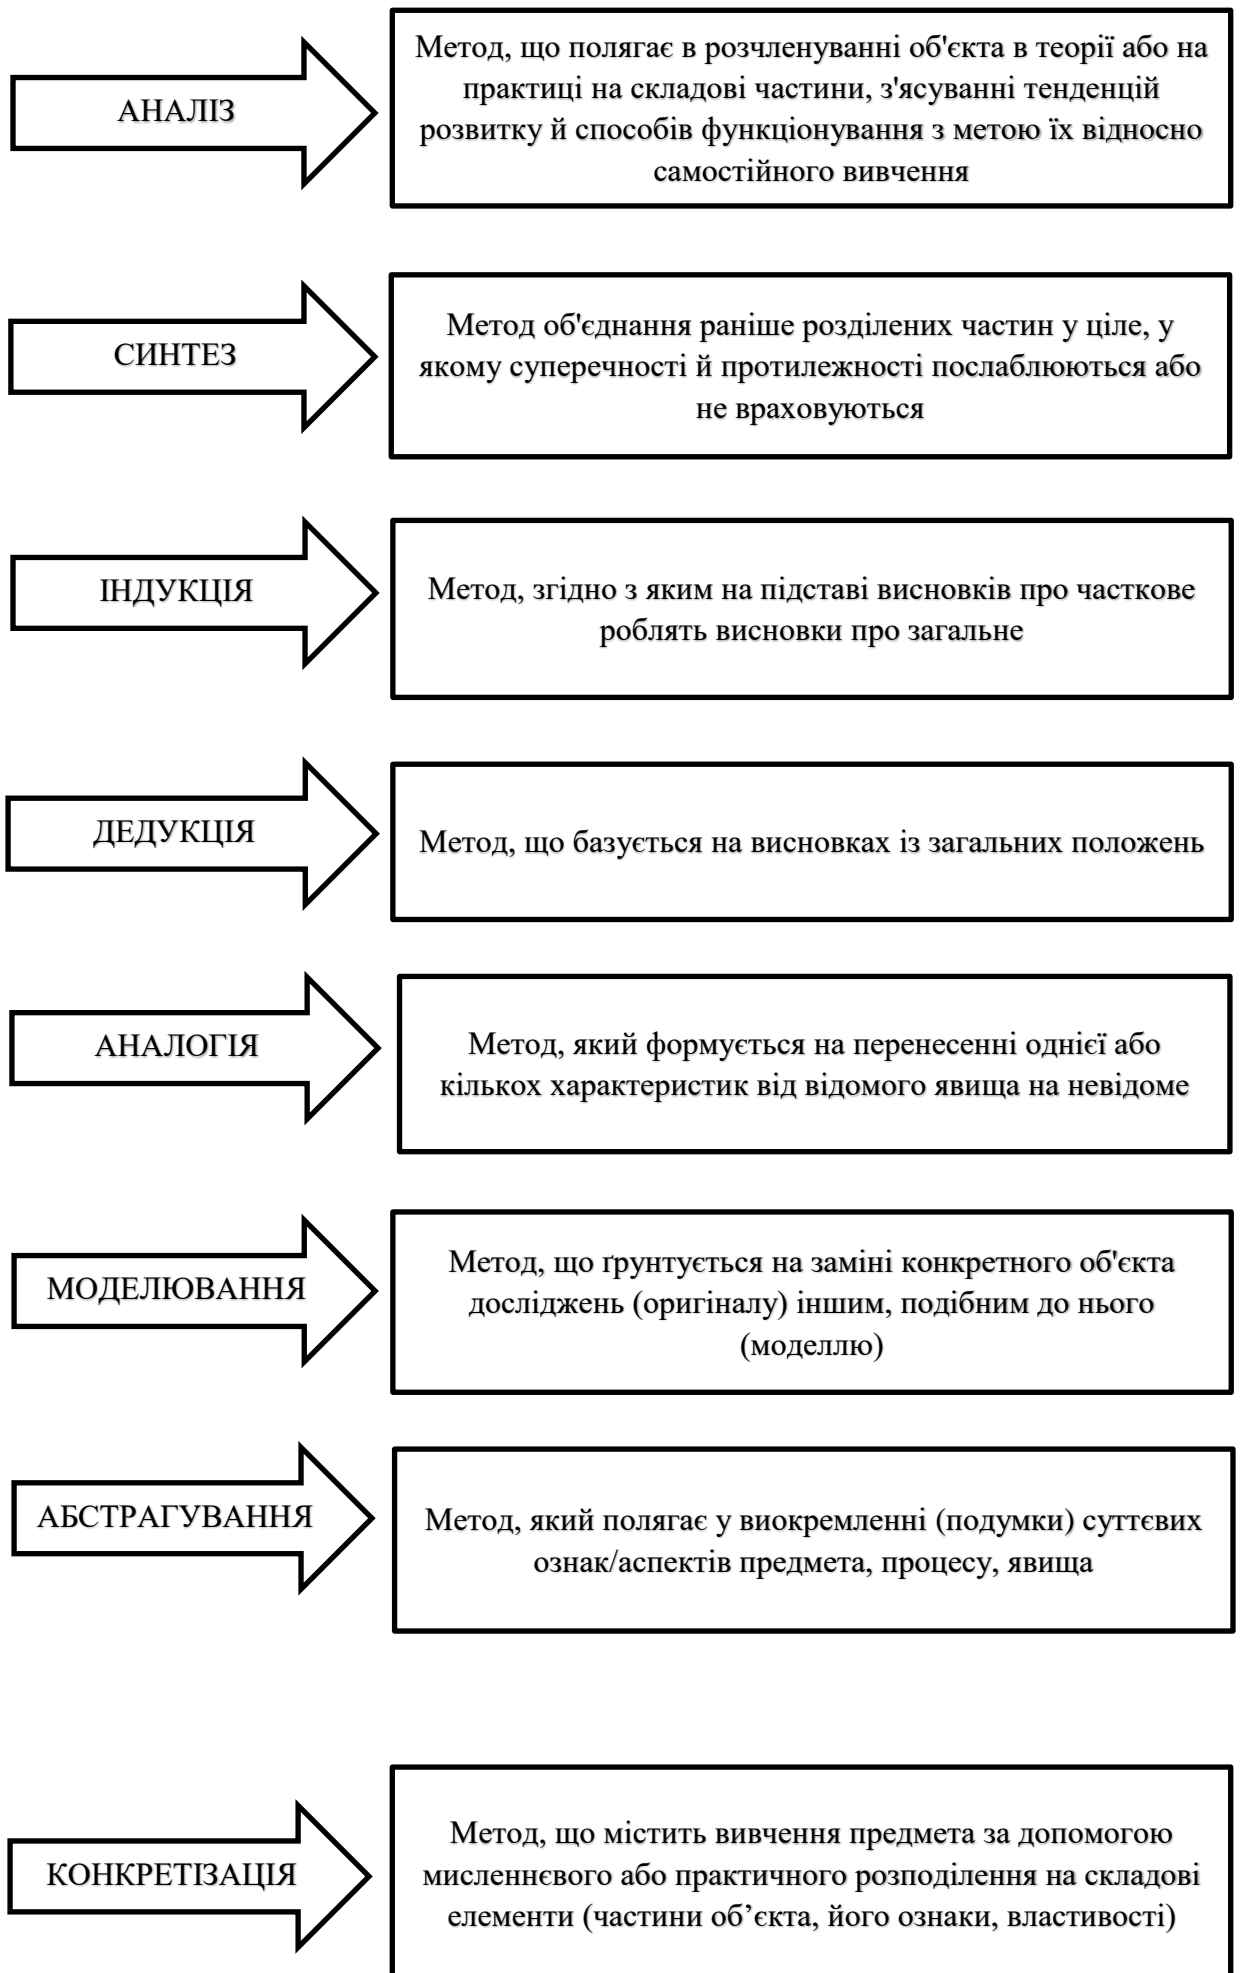 АНАЛІЗ
Метод, що полягає в розчленуванні об'єкта в теорії або на
практиці на складові частини, з'ясуванні тенденцій
розвитку й способів функціонування з метою їх відносно
самостійного вивчення
СИНТЕЗ
Метод об'єднання раніше розділених частин у ціле, у
якому суперечності й протилежності послаблюються або
не враховуються
ІНДУКЦІЯ
Метод, згідно з яким на підставі висновків про часткове
роблять висновки про загальне
ДЕДУКЦІЯ
Метод, що базується на висновках із загальних положень
АНАЛОГІЯ
Метод, який формується на перенесенні однієї або
кількох характеристик від відомого явища на невідоме
МОДЕЛЮВАННЯ
Метод, що ґрунтується на заміні конкретного об'єкта
досліджень (оригіналу) іншим, подібним до нього
(моделлю)
АБСТРАГУВАННЯ
Метод, який полягає у виокремленні (подумки) суттєвих
ознак/аспектів предмета, процесу, явища
КОНКРЕТІЗАЦІЯ
Метод, що містить вивчення предмета за допомогою
мисленнєвого або практичного розподілення на складові
елементи (частини об’єкта, його ознаки, властивості)